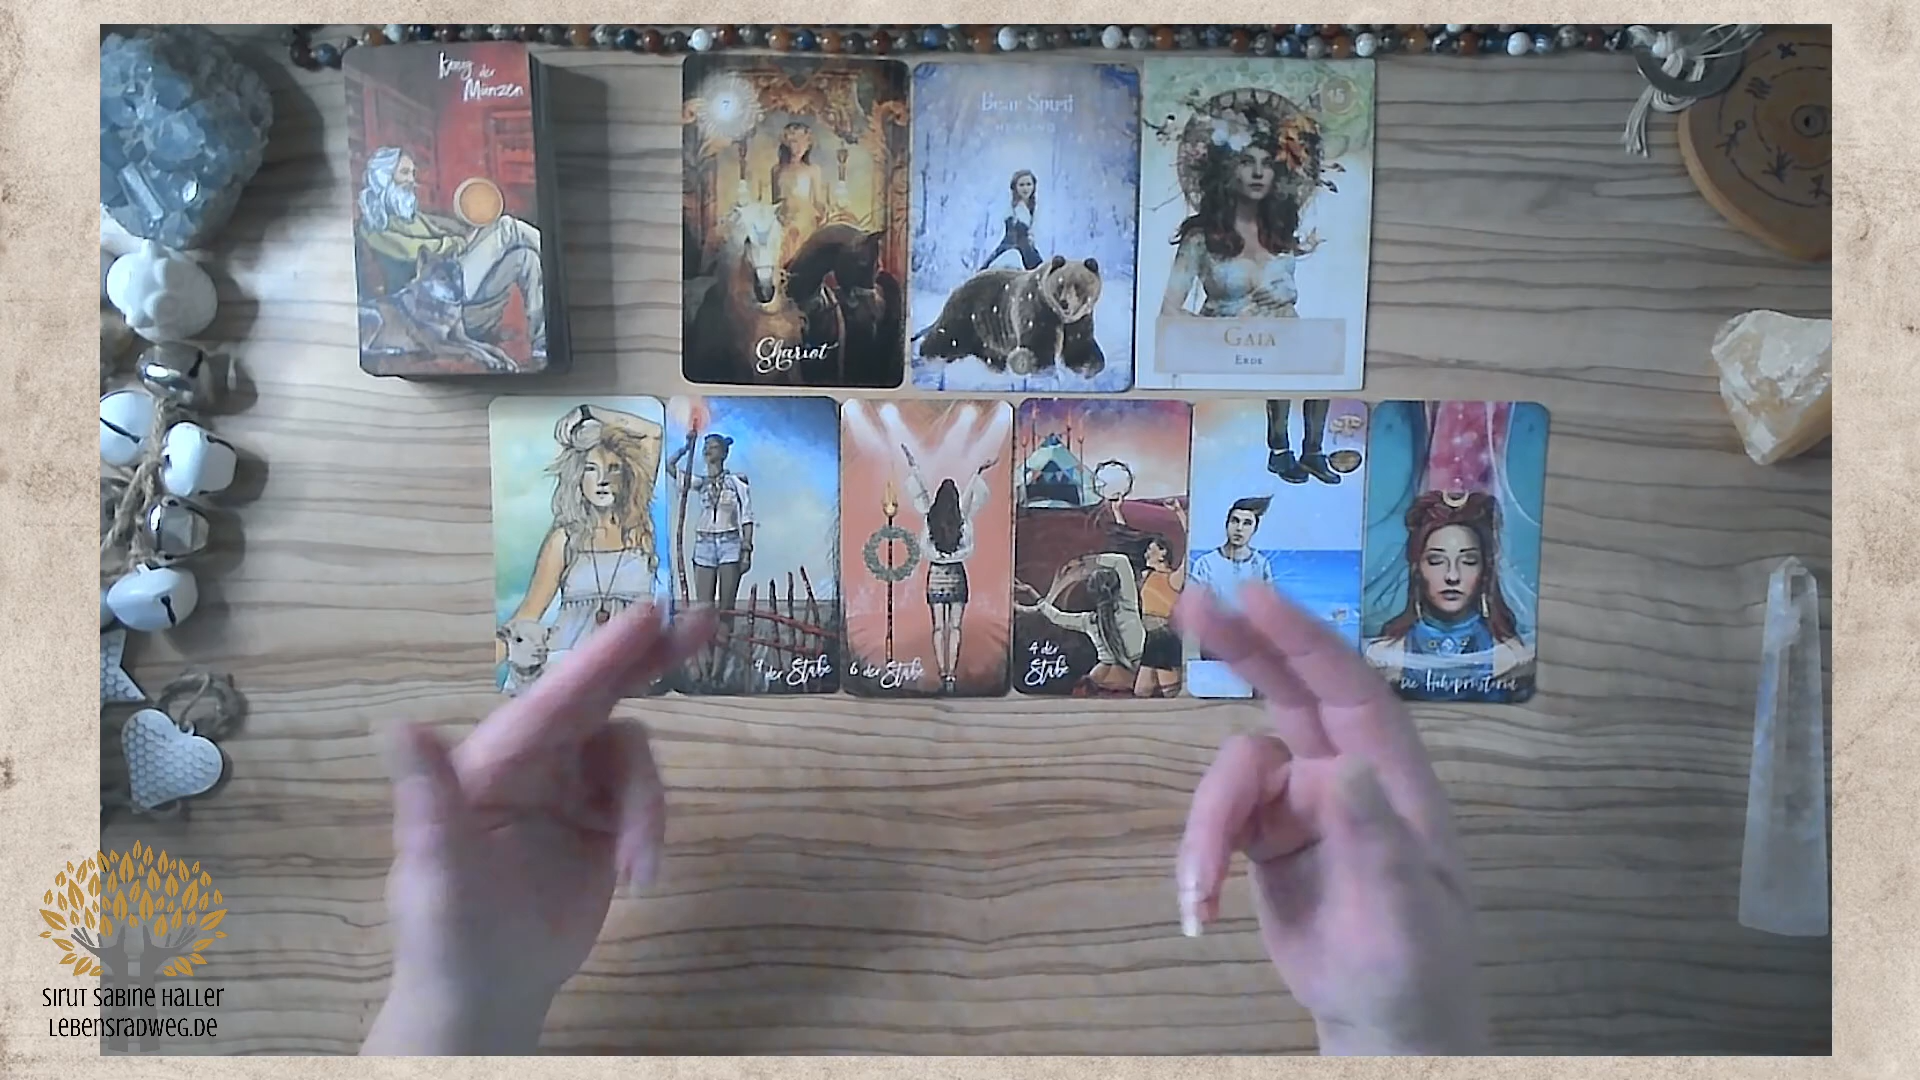 König der
Münzen
7
Chariot
Bear Spirit
HEALING
15
GAIA
ERDE
9 der Stäbe
6 der Stäbe
4 der
Stäbe
Die Hohepriesterin
SIRUT SABINE HALLER
LEBENSRADWEG.DE